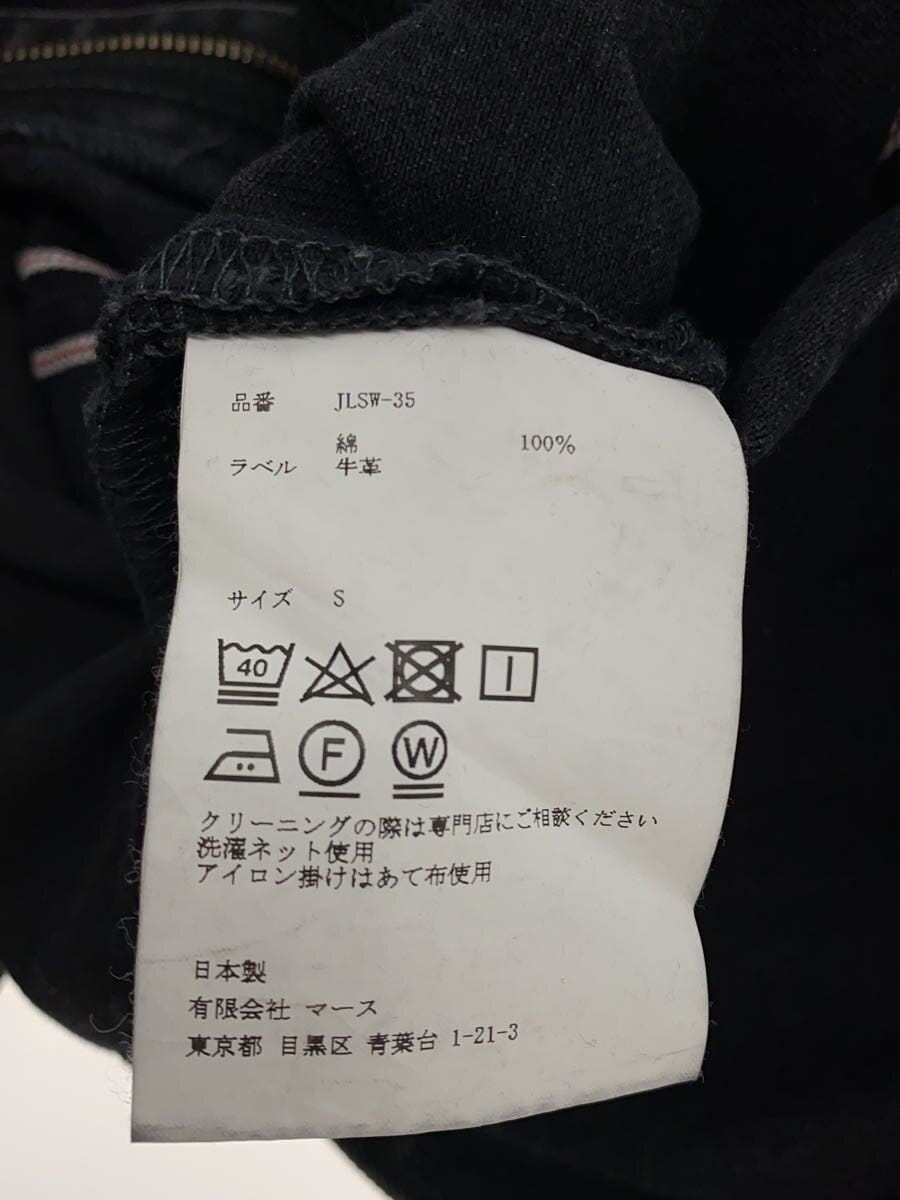 品番 JLSW-35
綿 100%
ラベル 牛革
サイズ S
40
F W
クリーニングの際は専門店にご相談ください
洗濯ネット使用
アイロン掛けはあて布使用
日本製
有限会社 マース
東京都 目黒区 青葉台 1-21-3